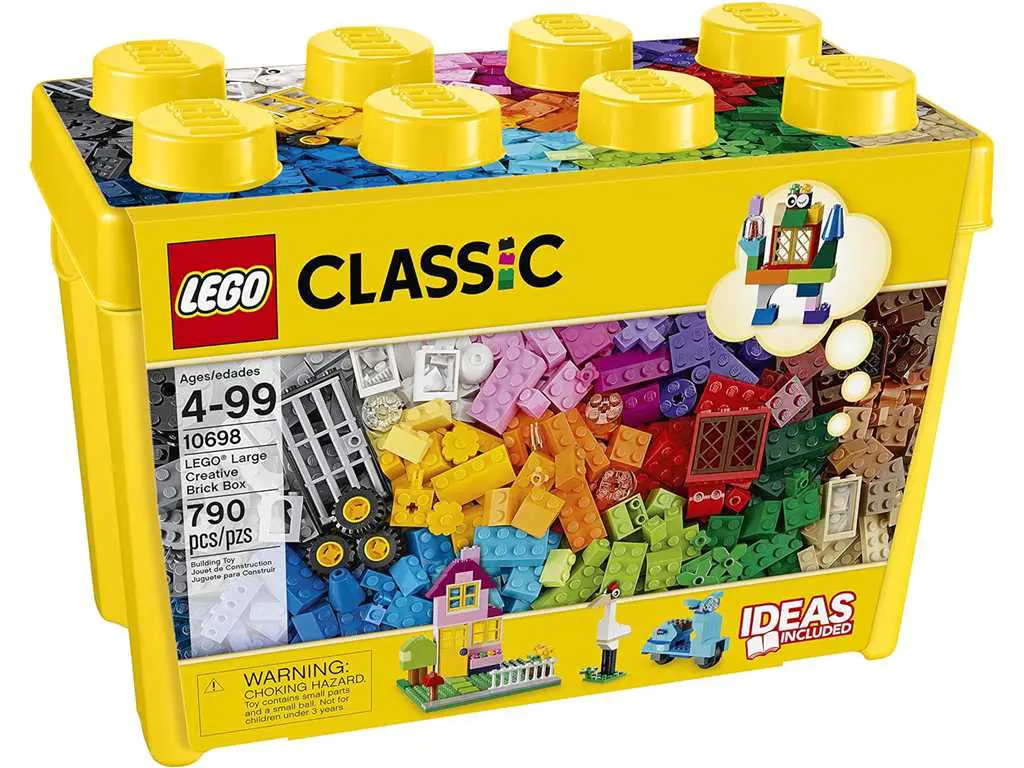 LEGO
CLASSIC
Ages/edades
4-99
10698
LEGO® Large
Creative
Brick Box
790
pcs/pzs
Building Toy
Jouet de Construction
Juguete para Construir
WARNING:
CHOKING HAZARD.
Toy contains small parts
and a small ball. Not for
children under 3 years.
IDEAS
INCLUDED